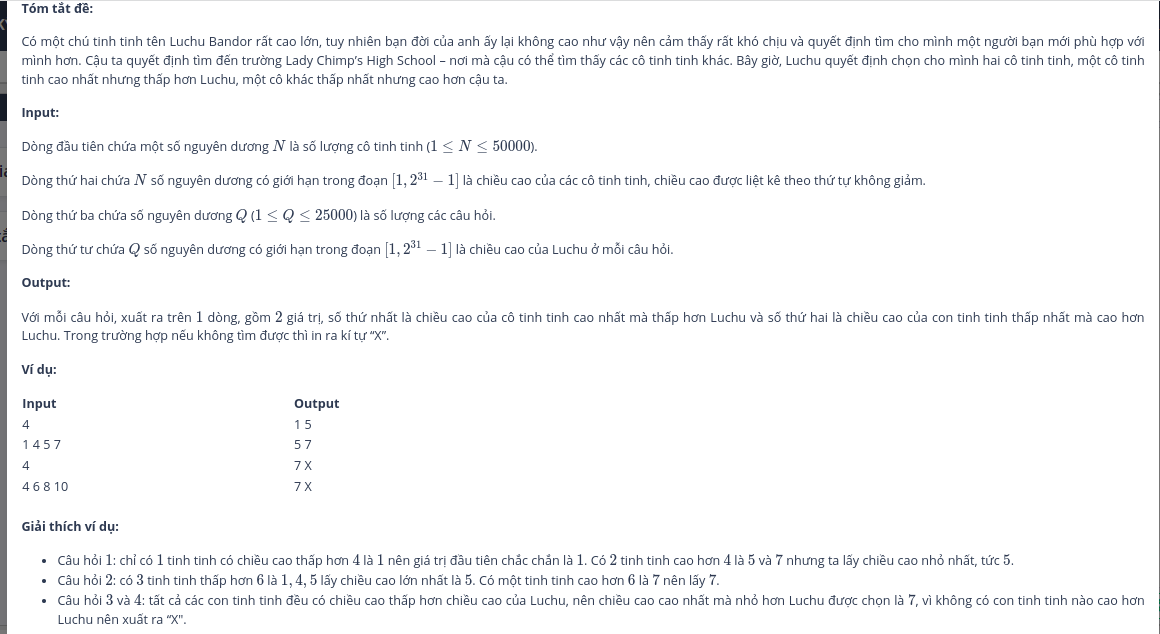 Tóm tắt đề:
Có một chú tinh tinh tên Luchu Bandor rất cao lớn, tuy nhiên bạn đời của anh ấy lại không cao như vậy nên cảm thấy rất khó chịu và quyết định tìm cho mình một người bạn mới phù hợp với
mình hơn. Cậu ta quyết định tìm đến trường Lady Chimp's High School – nơi mà cậu có thể tìm thấy các cô tinh tinh khác. Bây giờ, Luchu quyết định chọn cho mình hai cô tinh tinh, một cô tinh
tinh cao nhất nhưng thấp hơn Luchu, một cô khác thấp nhất nhưng cao hơn cậu ta.
Input:
Dòng đầu tiên chứa một số nguyên dương N là số lượng cô tinh tinh (1 ≤ N ≤ 50000).
Dòng thứ hai chứa N số nguyên dương có giới hạn trong đoạn [1, 2³¹ − 1] là chiều cao của các cô tinh tinh, chiều cao được liệt kê theo thứ tự không giảm.
Dòng thứ ba chứa số nguyên dương Q (1 ≤ Q ≤ 25000) là số lượng các câu hỏi.
Dòng thứ tư chứa Q số nguyên dương có giới hạn trong đoạn [1, 2³¹ − 1] là chiều cao của Luchu ở mỗi câu hỏi.
Output:
Với mỗi câu hỏi, xuất ra trên 1 dòng, gồm 2 giá trị, số thứ nhất là chiều cao của cô tinh tinh cao nhất mà thấp hơn Luchu và số thứ hai là chiều cao của con tinh tinh thấp nhất mà cao hơn
Luchu. Trong trường hợp nếu không tìm được thì in ra kí tự “X”.
Ví dụ:
Input Output
4 1 5
1 4 5 7 5 7
4 7 X
4 6 8 10 7 X
Giải thích ví dụ:
• Câu hỏi 1: chỉ có 1 tinh tinh có chiều cao thấp hơn 4 là 1 nên giá trị đầu tiên chắc chắn là 1. Có 2 tinh tinh cao hơn 4 là 5 và 7 nhưng ta lấy chiều cao nhỏ nhất, tức 5.
• Câu hỏi 2: có 3 tinh tinh thấp hơn 6 là 1, 4, 5 lấy chiều cao lớn nhất là 5. Có một tinh tinh cao hơn 6 là 7 nên lấy 7.
• Câu hỏi 3 và 4: tất cả các con tinh tinh đều có chiều cao thấp hơn chiều cao của Luchu, nên chiều cao cao nhất mà nhỏ hơn Luchu được chọn là 7, vì không có con tinh tinh nào cao hơn
Luchu nên xuất ra “X”.